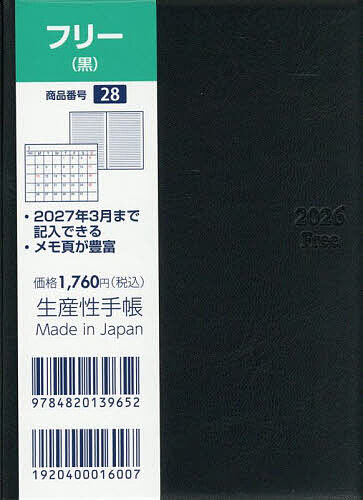 フリー
(黒)
商品番号 28
・2027年3月まで
記入できる
・メモ頁が豊富
価格1,760円(税込)
生産性手帳
Made in Japan
9784820139652
1920400016007
2026
Free